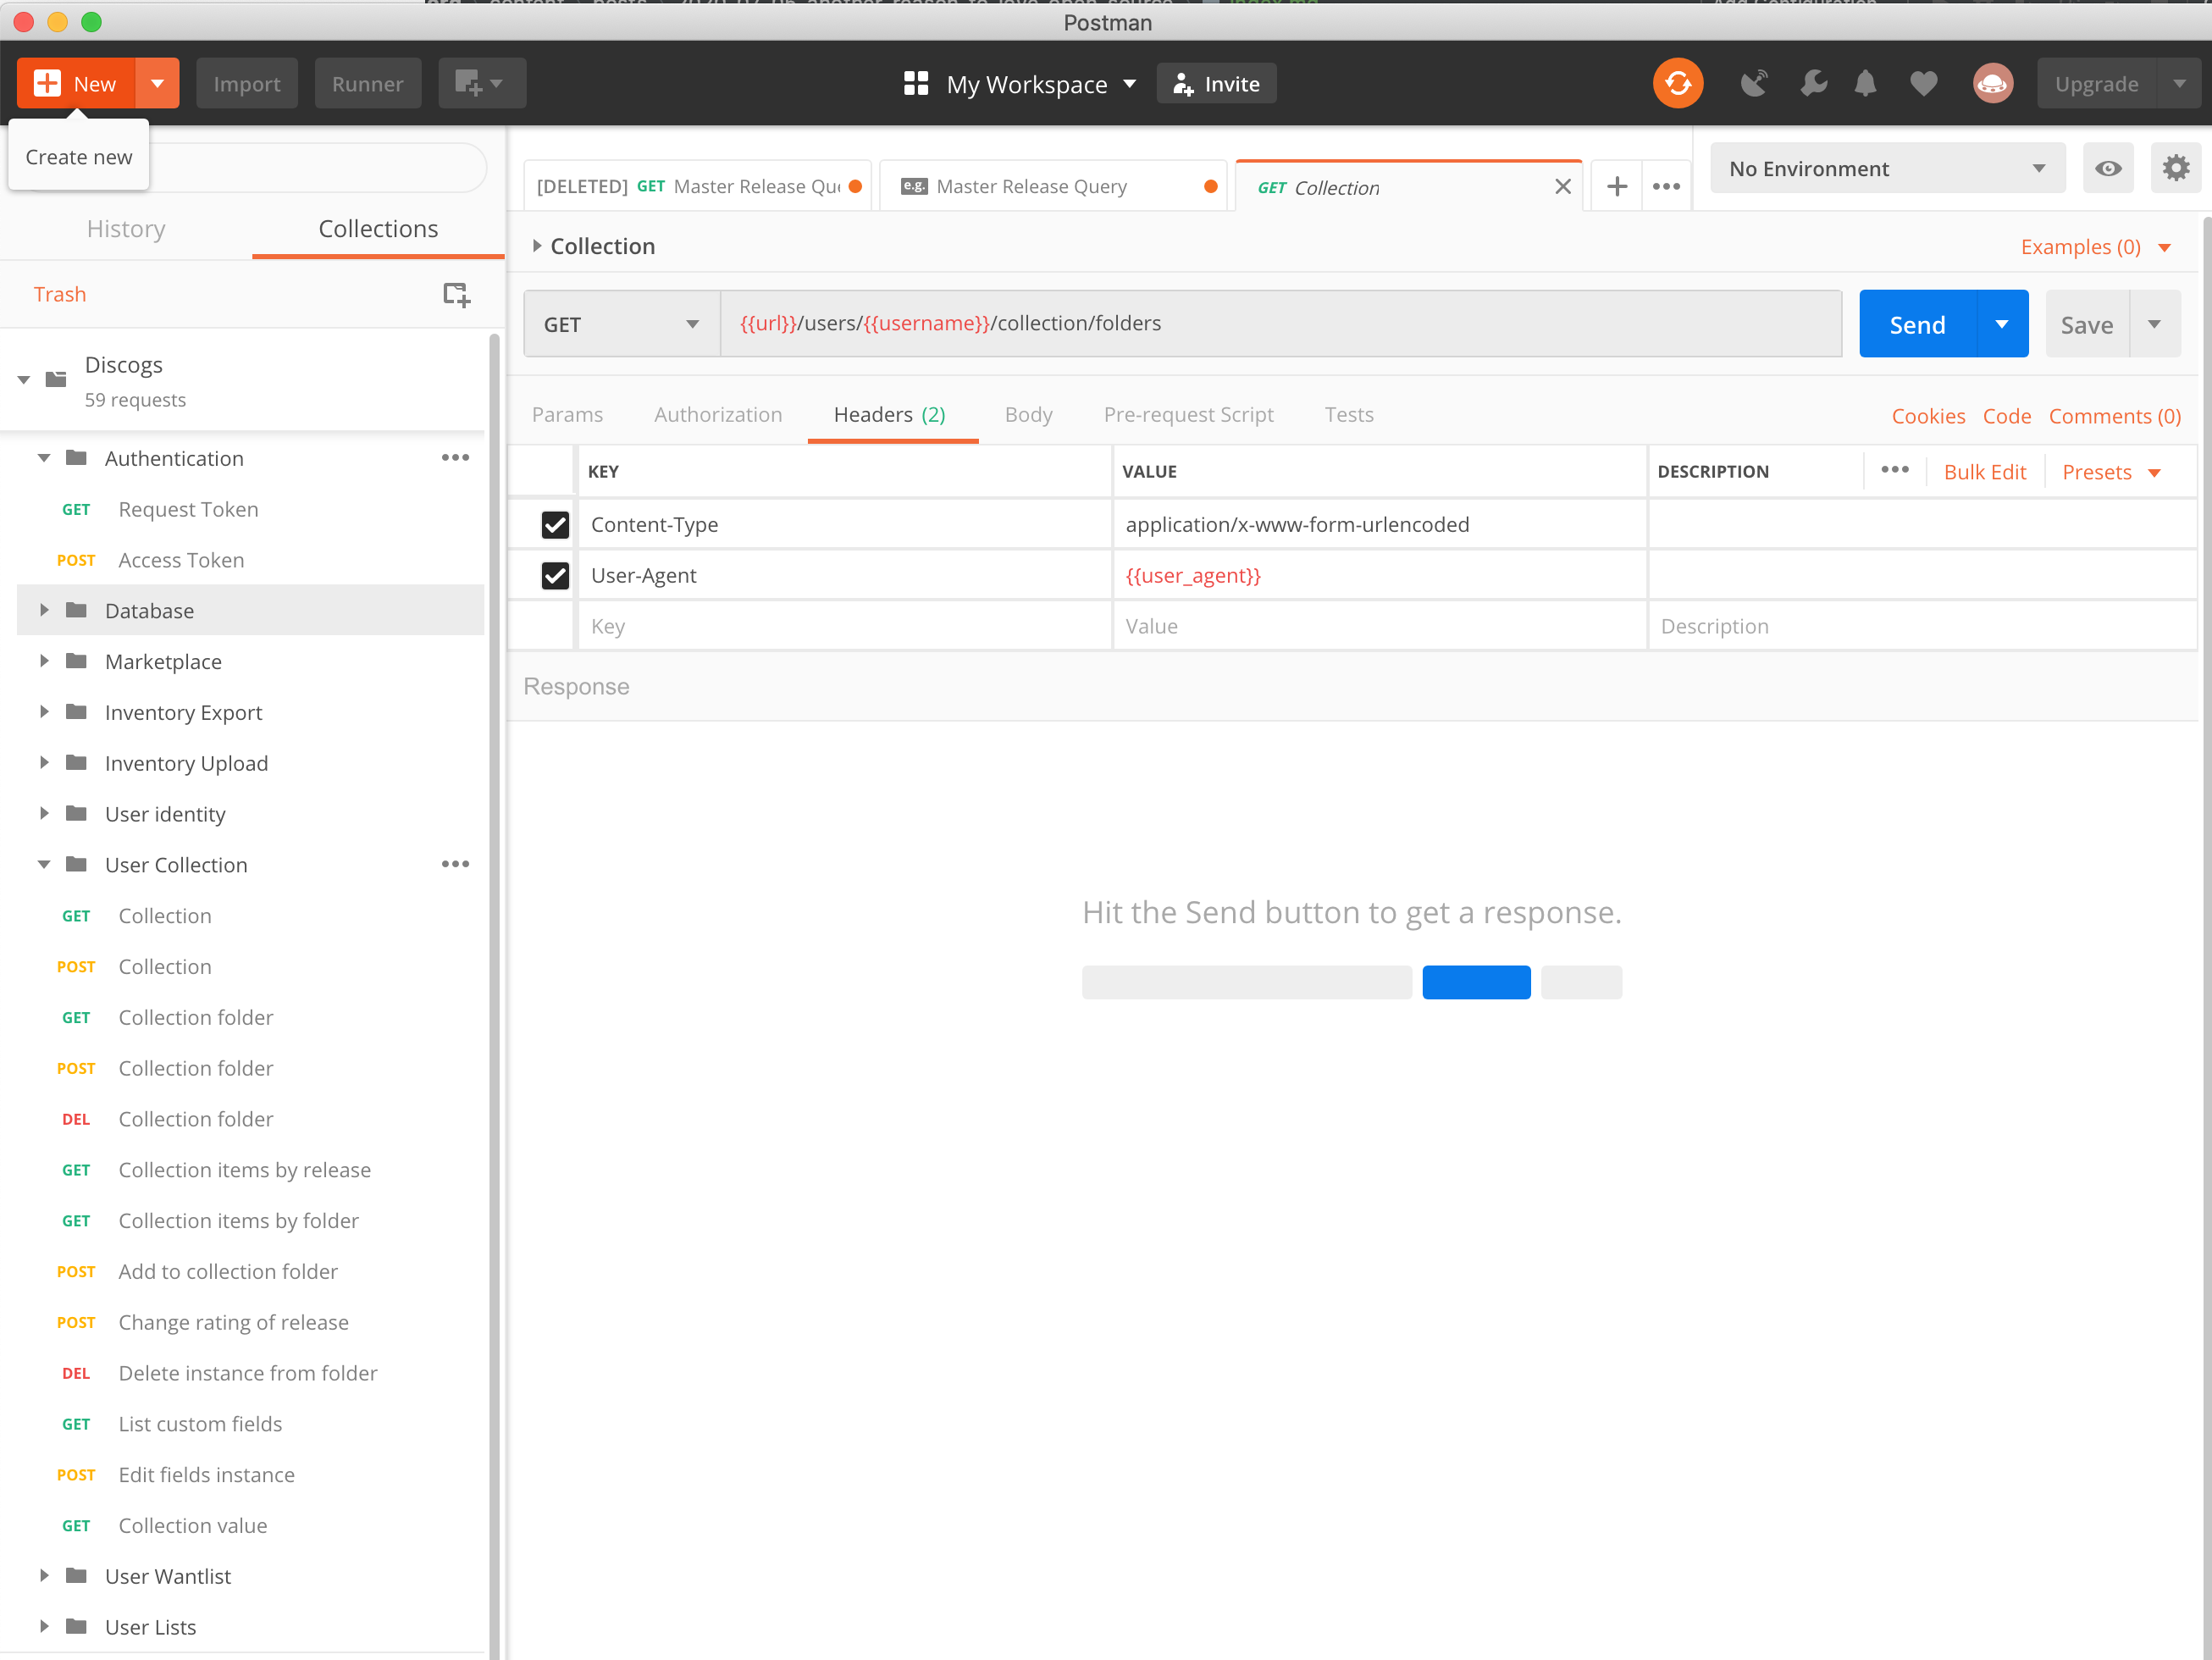 Postman
New
Import
Runner
My Workspace
Invite
Upgrade
Create new
[DELETED] GET Master Release Qu
e.g. Master Release Query
GET Collection
No Environment
History
Collections
Trash
Collection
Examples (0)
GET
{{url}}/users/{{username}}/collection/folders
Send
Save
Discogs
59 requests
Params
Authorization
Headers (2)
Body
Pre-request Script
Tests
Cookies
Code
Comments (0)
KEY
VALUE
DESCRIPTION
Bulk Edit
Presets
Content-Type
application/x-www-form-urlencoded
User-Agent
{{user_agent}}
Key
Value
Description
Response
Hit the Send button to get a response.
Authentication
GET Request Token
POST Access Token
Database
Marketplace
Inventory Export
Inventory Upload
User identity
User Collection
GET Collection
POST Collection
GET Collection folder
POST Collection folder
DEL Collection folder
GET Collection items by release
GET Collection items by folder
POST Add to collection folder
POST Change rating of release
DEL Delete instance from folder
GET List custom fields
POST Edit fields instance
GET Collection value
User Wantlist
User Lists